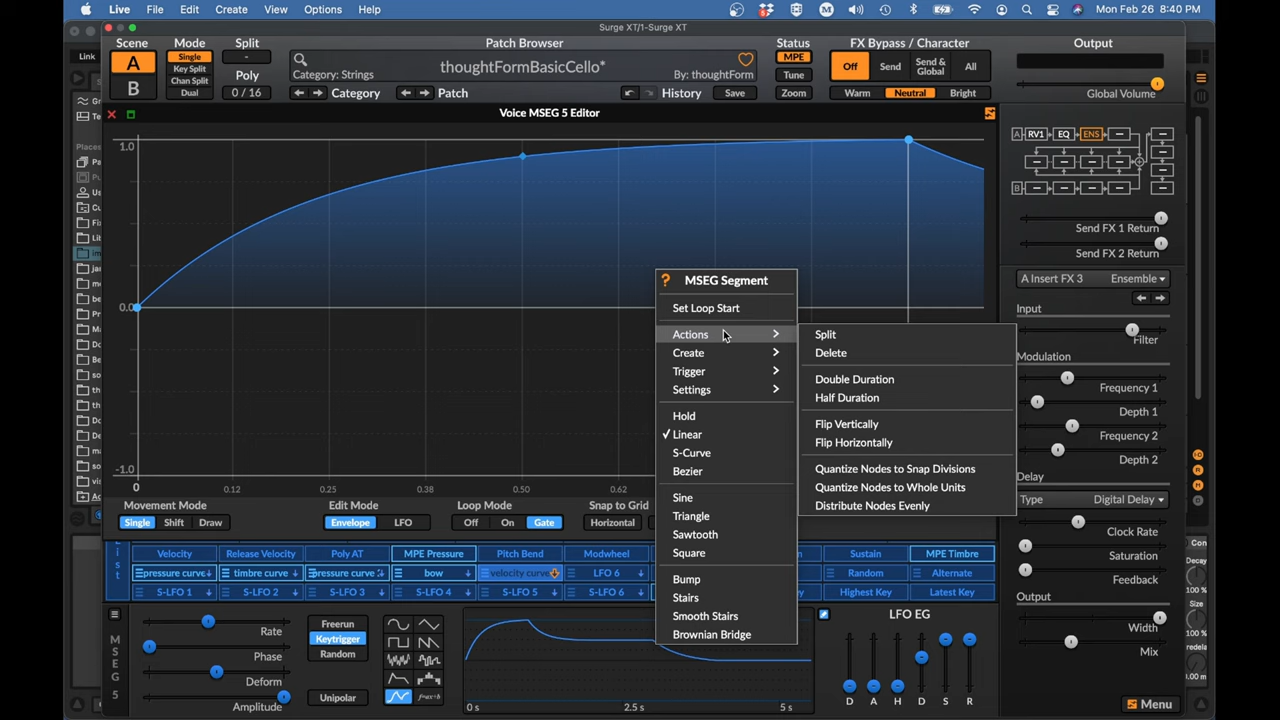 Live File Edit Create View Options Help Mon Feb 26 8:40 PM
Surge XT/1-Surge XT
Link
Scene Mode Split Patch Browser Status FX Bypass / Character Output
A
B
Single
Key Split
Chan Split
Dual
-
Poly
0 / 16
thoughtFormBasicCello*
Category: Strings By: thoughtForm
Category Patch History Save
MPE
Tune
Zoom
Off Send Send & Global All
Warm Neutral Bright
Global Volume
Voice MSEG 5 Editor
1.0
0.0
-1.0
0 0.12 0.25 0.38 0.50 0.62
MSEG Segment
Set Loop Start
Actions
Create
Trigger
Settings
Hold
Linear
S-Curve
Bezier
Sine
Triangle
Sawtooth
Square
Bump
Stairs
Smooth Stairs
Brownian Bridge
Split
Delete
Double Duration
Half Duration
Flip Vertically
Flip Horizontally
Quantize Nodes to Snap Divisions
Quantize Nodes to Whole Units
Distribute Nodes Evenly
Movement Mode Edit Mode Loop Mode Snap to Grid
Single Shift Draw Envelope LFO Off On Gate Horizontal
List
Velocity Release Velocity Poly AT MPE Pressure Pitch Bend Modwheel Sustain MPE Timbre
pressure curve timbre curve pressure curve bow velocity curve LFO 6 Random Alternate
S-LFO 1 S-LFO 2 S-LFO 3 S-LFO 4 S-LFO 5 S-LFO 6 Highest Key Latest Key
MSEG 5
Rate
Phase
Deform
Amplitude
Freerun
Keytrigger
Random
Unipolar
0 s 2.5 s 5 s
LFO EG
D A H D S R
A RV1 EQ ENS
B
Send FX 1 Return
Send FX 2 Return
A Insert FX 3 Ensemble
Input
Filter
Modulation
Frequency 1
Depth 1
Frequency 2
Depth 2
Delay
Type Digital Delay
Clock Rate
Saturation
Feedback
Output
Width
Mix
Menu